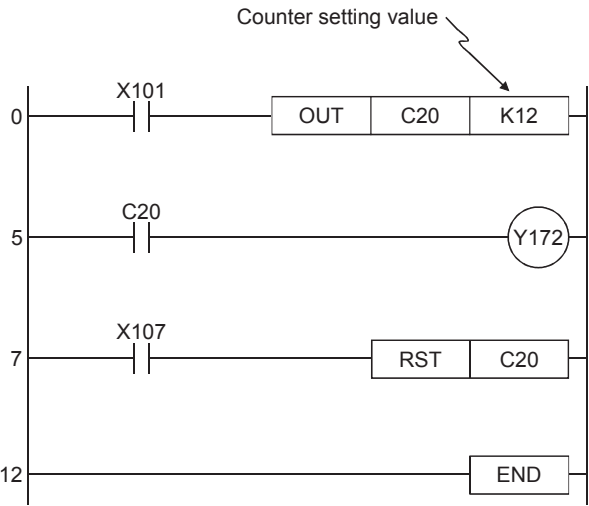 Counter setting value
X101
0 OUT C20 K12
C20
5 Y172
X107
7 RST C20
12 END